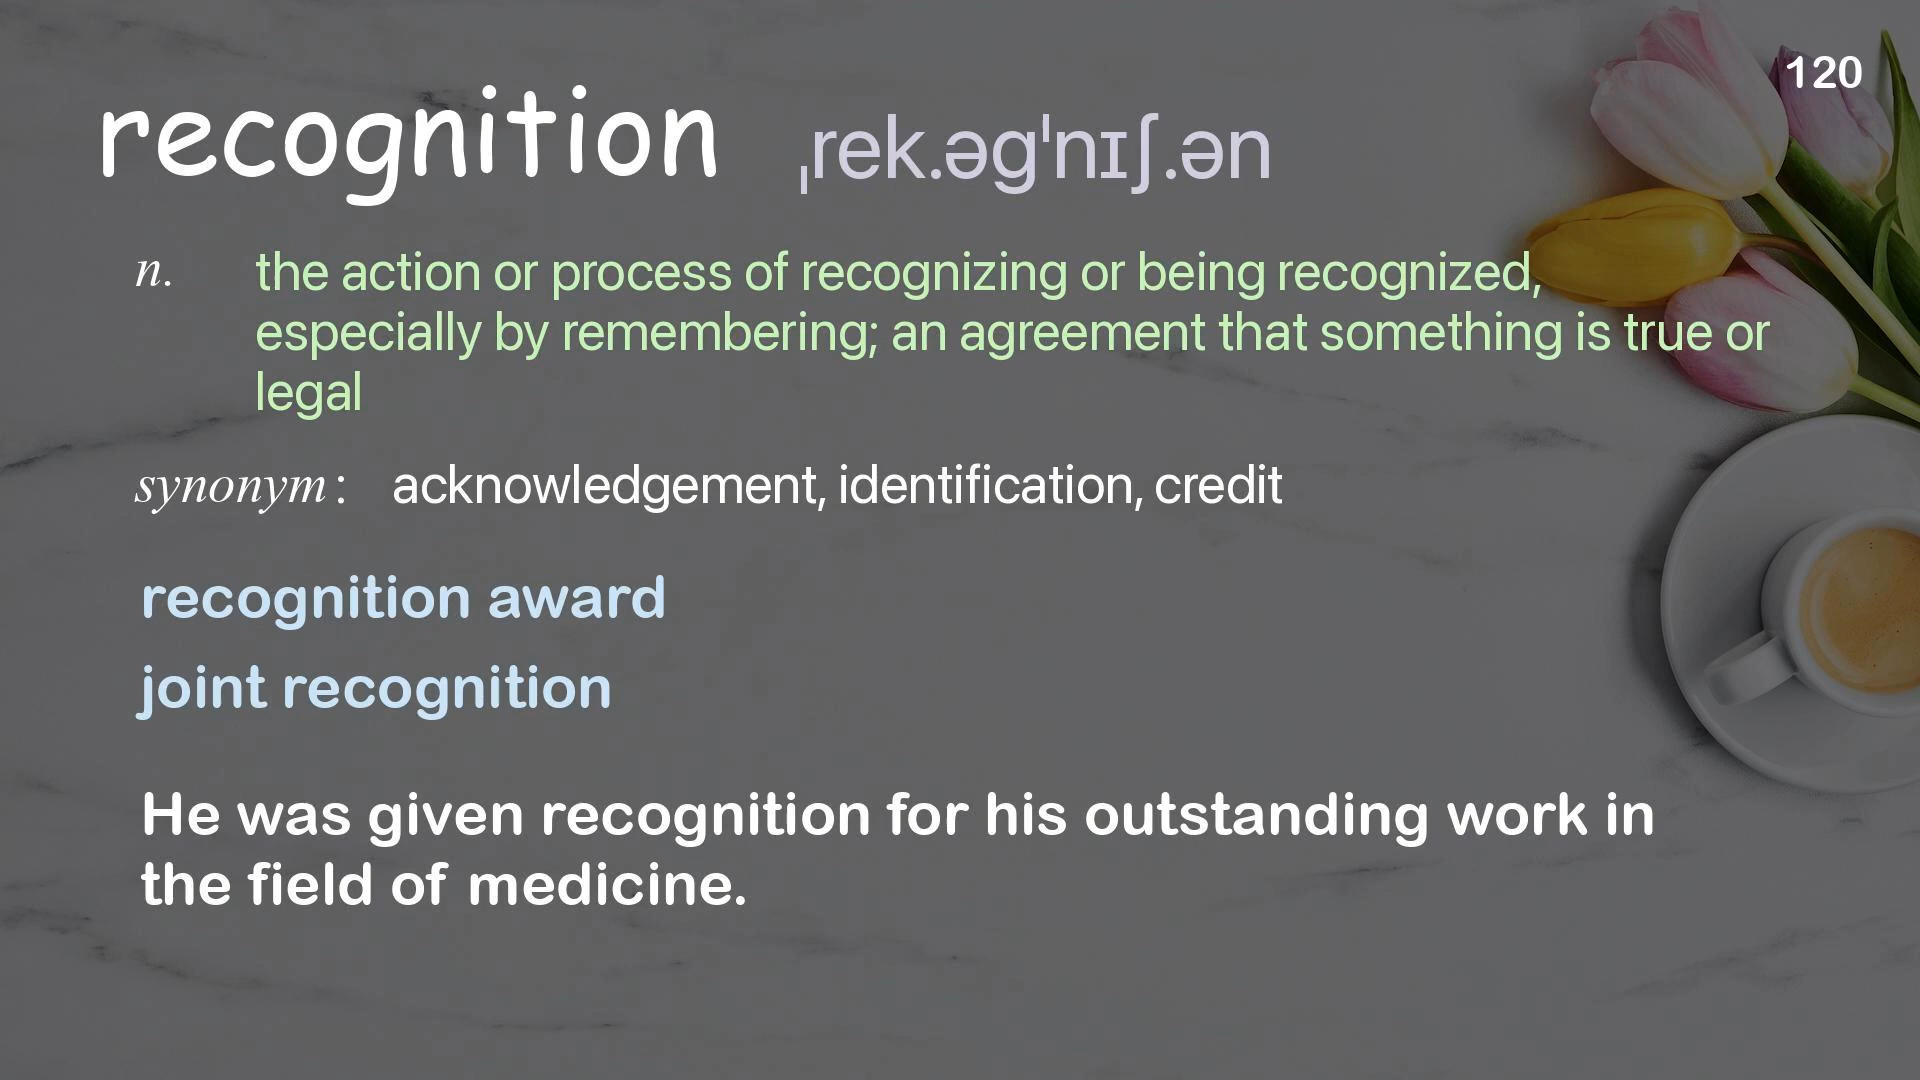 120
recognition ˌrek.əgˈnɪʃ.ən
n. the action or process of recognizing or being recognized,
especially by remembering; an agreement that something is true or
legal
synonym: acknowledgement, identification, credit
recognition award
joint recognition
He was given recognition for his outstanding work in
the field of medicine.